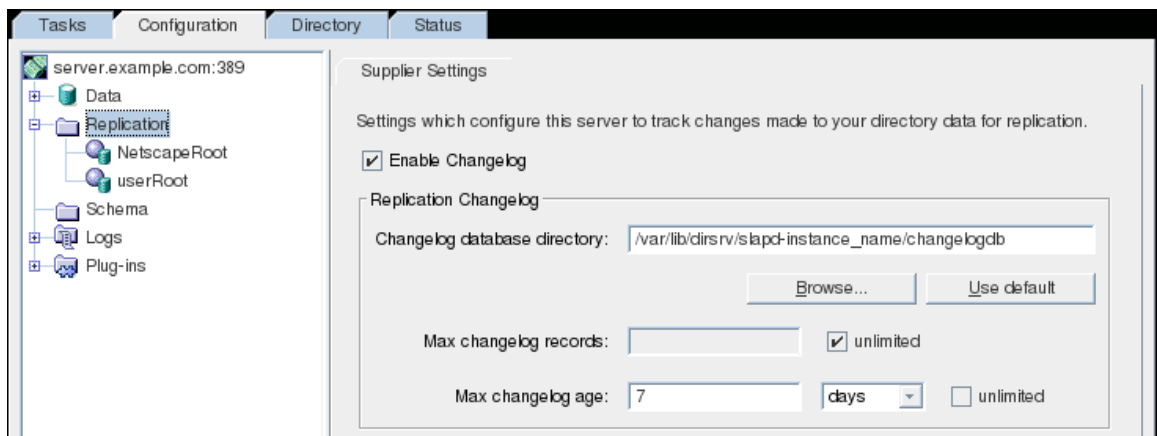 Tasks
Configuration
Directory
Status
server.example.com:389
Data
Replication
NetscapeRoot
userRoot
Schema
Logs
Plug-ins
Supplier Settings
Settings which configure this server to track changes made to your directory data for replication.
Enable Changelog
Replication Changelog
Changelog database directory: /var/lib/dirsrv/slapd-instance_name/changelogdb
Browse... Use default
Max changelog records: unlimited
Max changelog age: 7 days unlimited